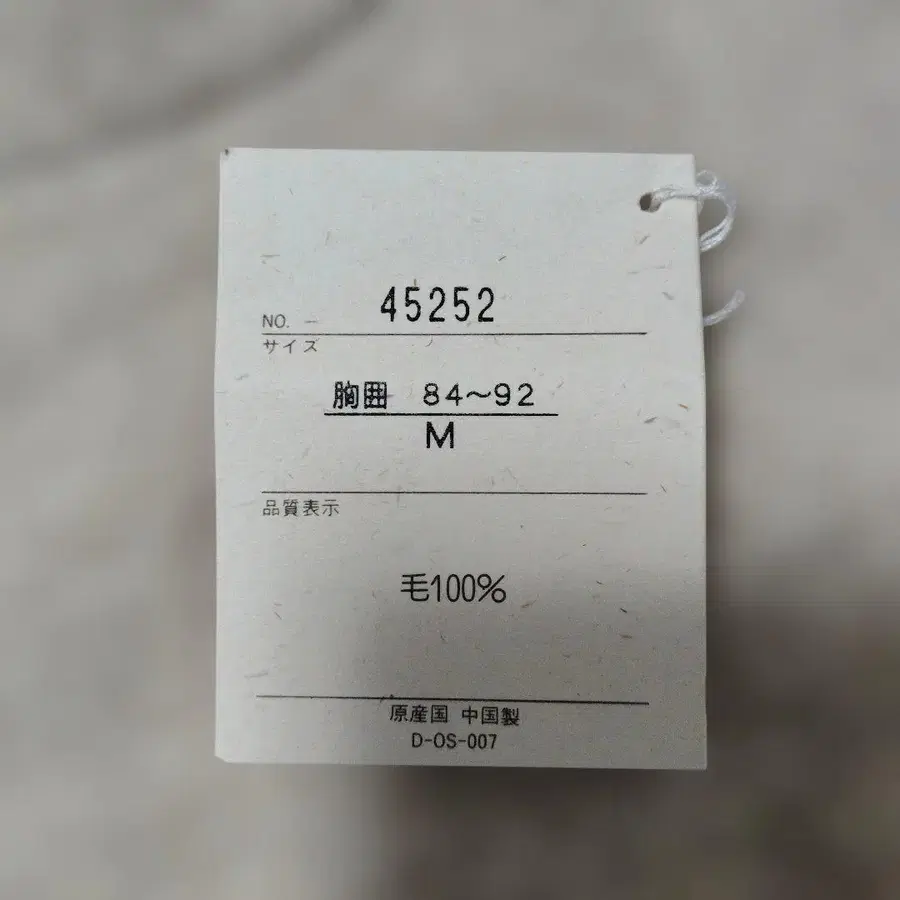 NO. — 45252
サイズ
胸囲 84〜92
M
品質表示
毛100%
原産国 中国製
D-OS-007